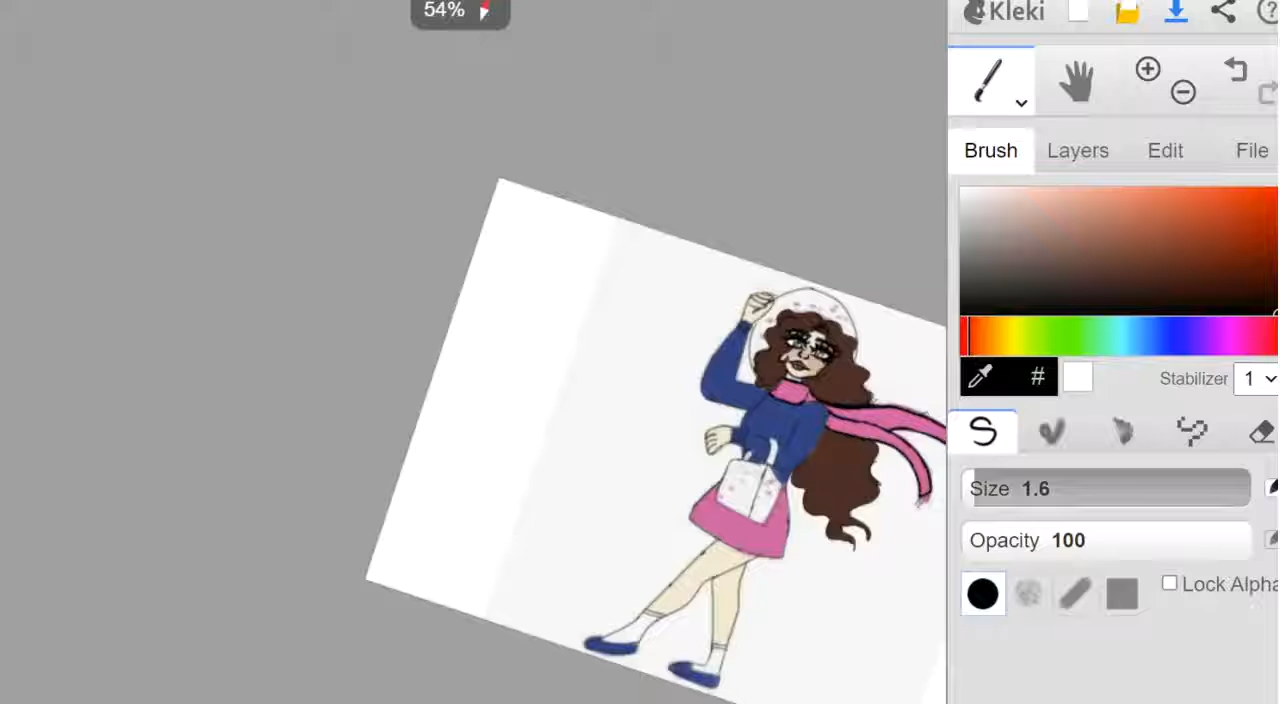 54%
Kleki
?
Brush Layers Edit File
#
Stabilizer 1
Size 1.6
Opacity 100
Lock Alpha